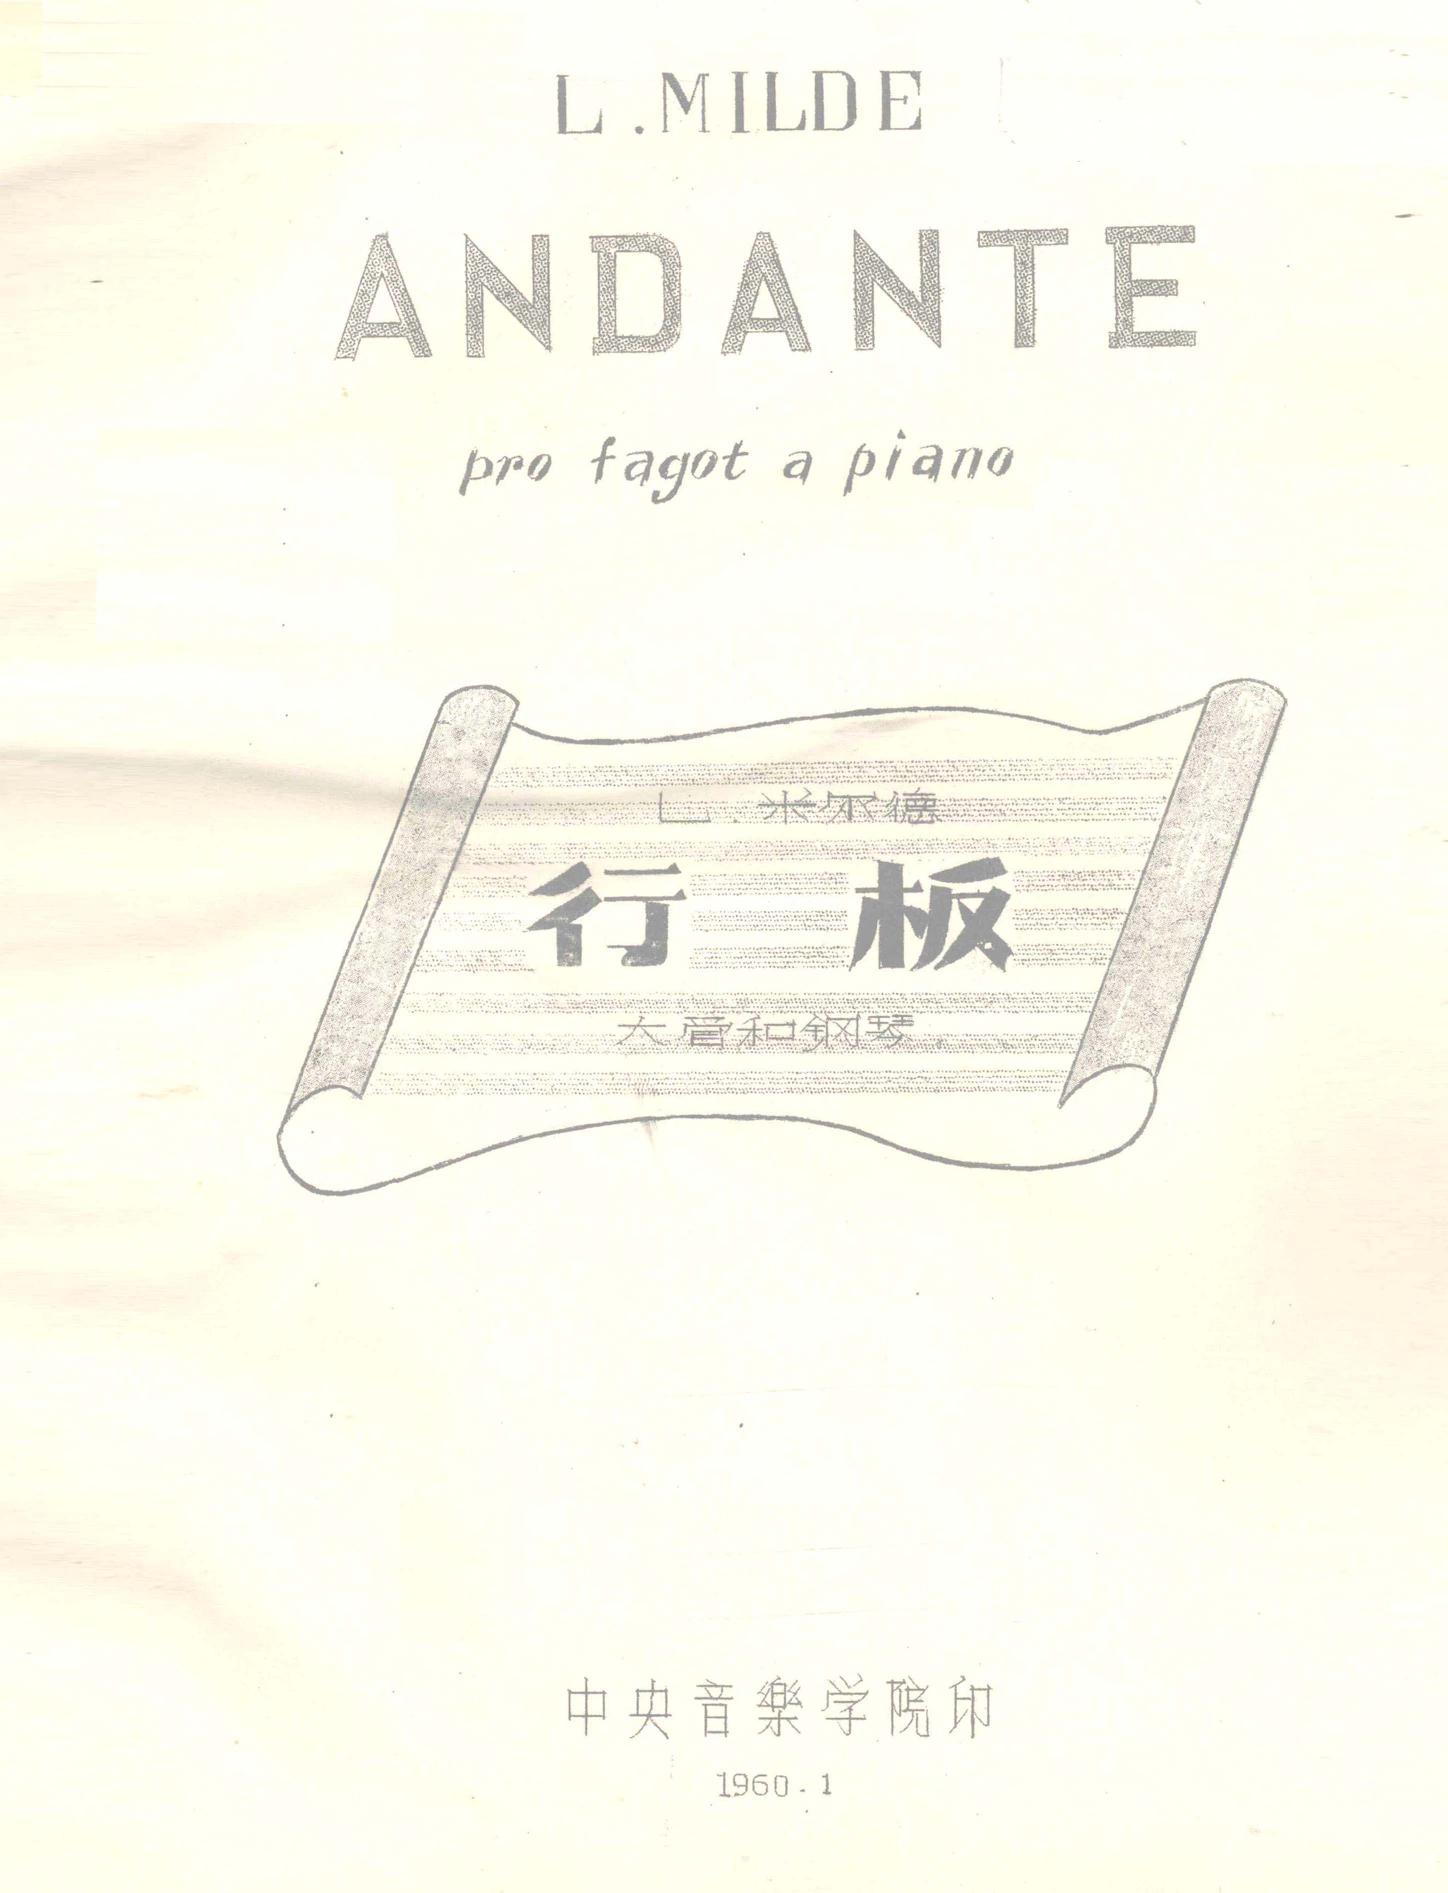 L.MILDE
ANDANTE
pro fagot a piano
L.米尔德
行 板
大管和钢琴
中央音樂学院印
1960.1